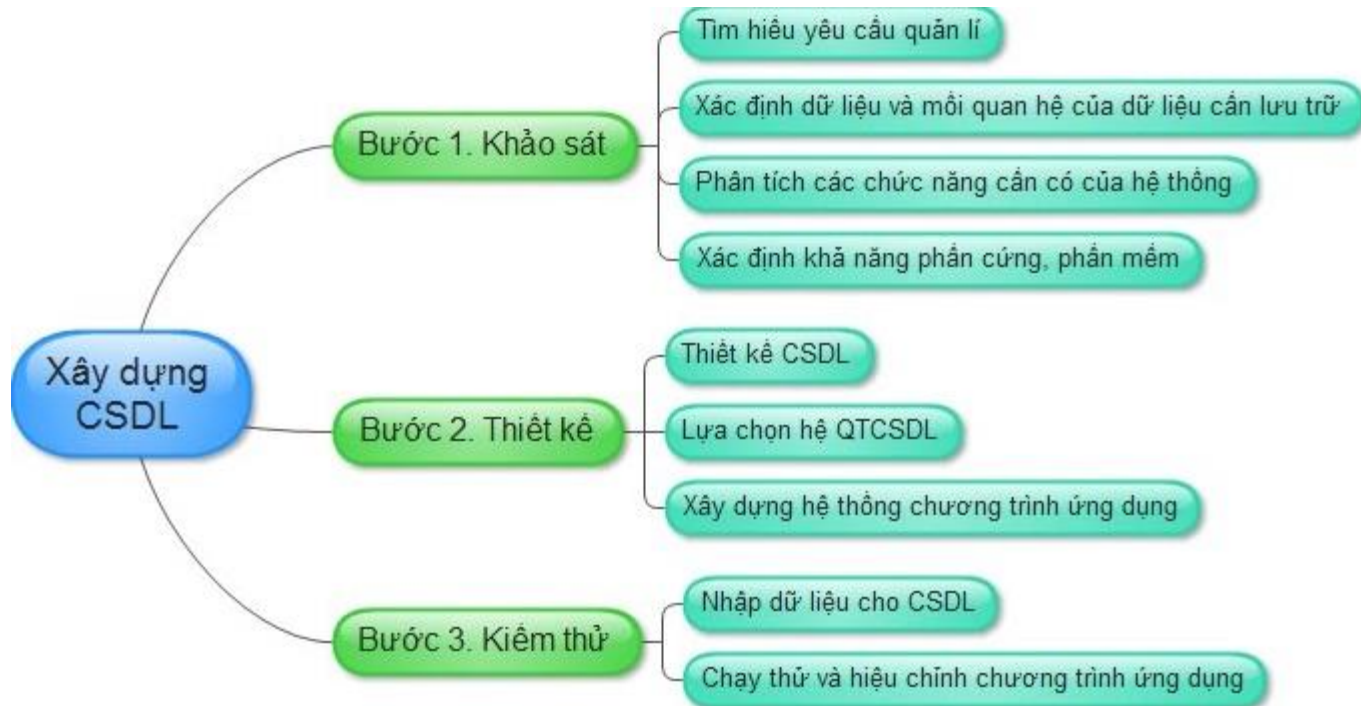 Xây dựng
CSDL
Bước 1. Khảo sát
Tìm hiểu yêu cầu quản lí
Xác định dữ liệu và mối quan hệ của dữ liệu cần lưu trữ
Phân tích các chức năng cần có của hệ thống
Xác định khả năng phần cứng, phần mềm
Bước 2. Thiết kế
Thiết kế CSDL
Lựa chọn hệ QTCSDL
Xây dựng hệ thống chương trình ứng dụng
Bước 3. Kiểm thử
Nhập dữ liệu cho CSDL
Chạy thử và hiệu chỉnh chương trình ứng dụng